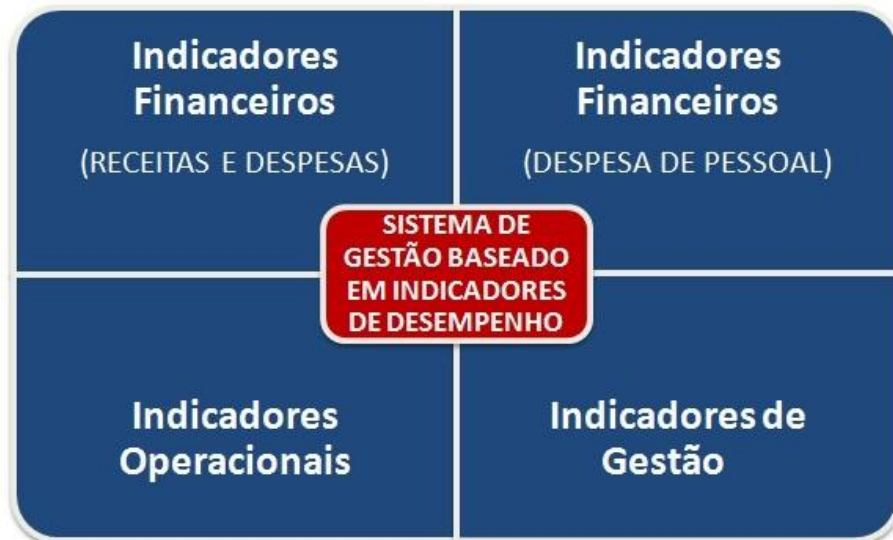 Indicadores
Financeiros
(RECEITAS E DESPESAS)
Indicadores
Financeiros
(DESPESA DE PESSOAL)
SISTEMA DE
GESTÃO BASEADO
EM INDICADORES
DE DESEMPENHO
Indicadores
Operacionais
Indicadores de
Gestão